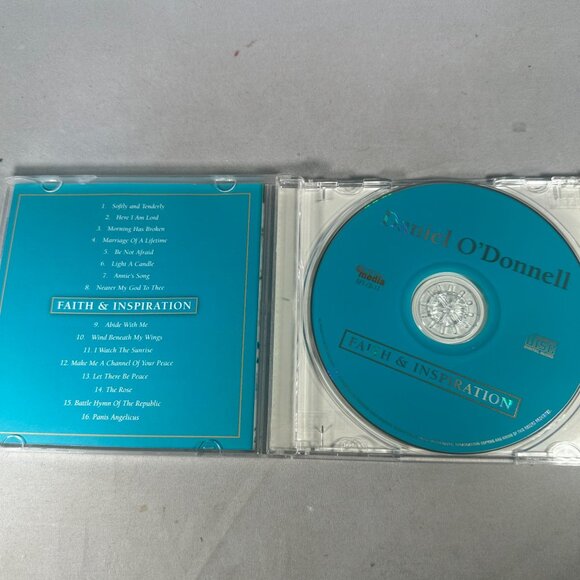 1. Softly and Tenderly
2. Here I Am Lord
3. Morning Has Broken
4. Marriage Of A Lifetime
5. Be Not Afraid
6. Light A Candle
7. Annie's Song
8. Nearer My God To Thee
FAITH & INSPIRATION
9. Abide With Me
10. Wind Beneath My Wings
11. I Watch The Sunrise
12. Make Me A Channel Of Your Peace
13. Let There Be Peace
14. The Rose
15. Battle Hymn Of The Republic
16. Panis Angelicus
Daniel O'Donnell
media
FAITH & INSPIRATION